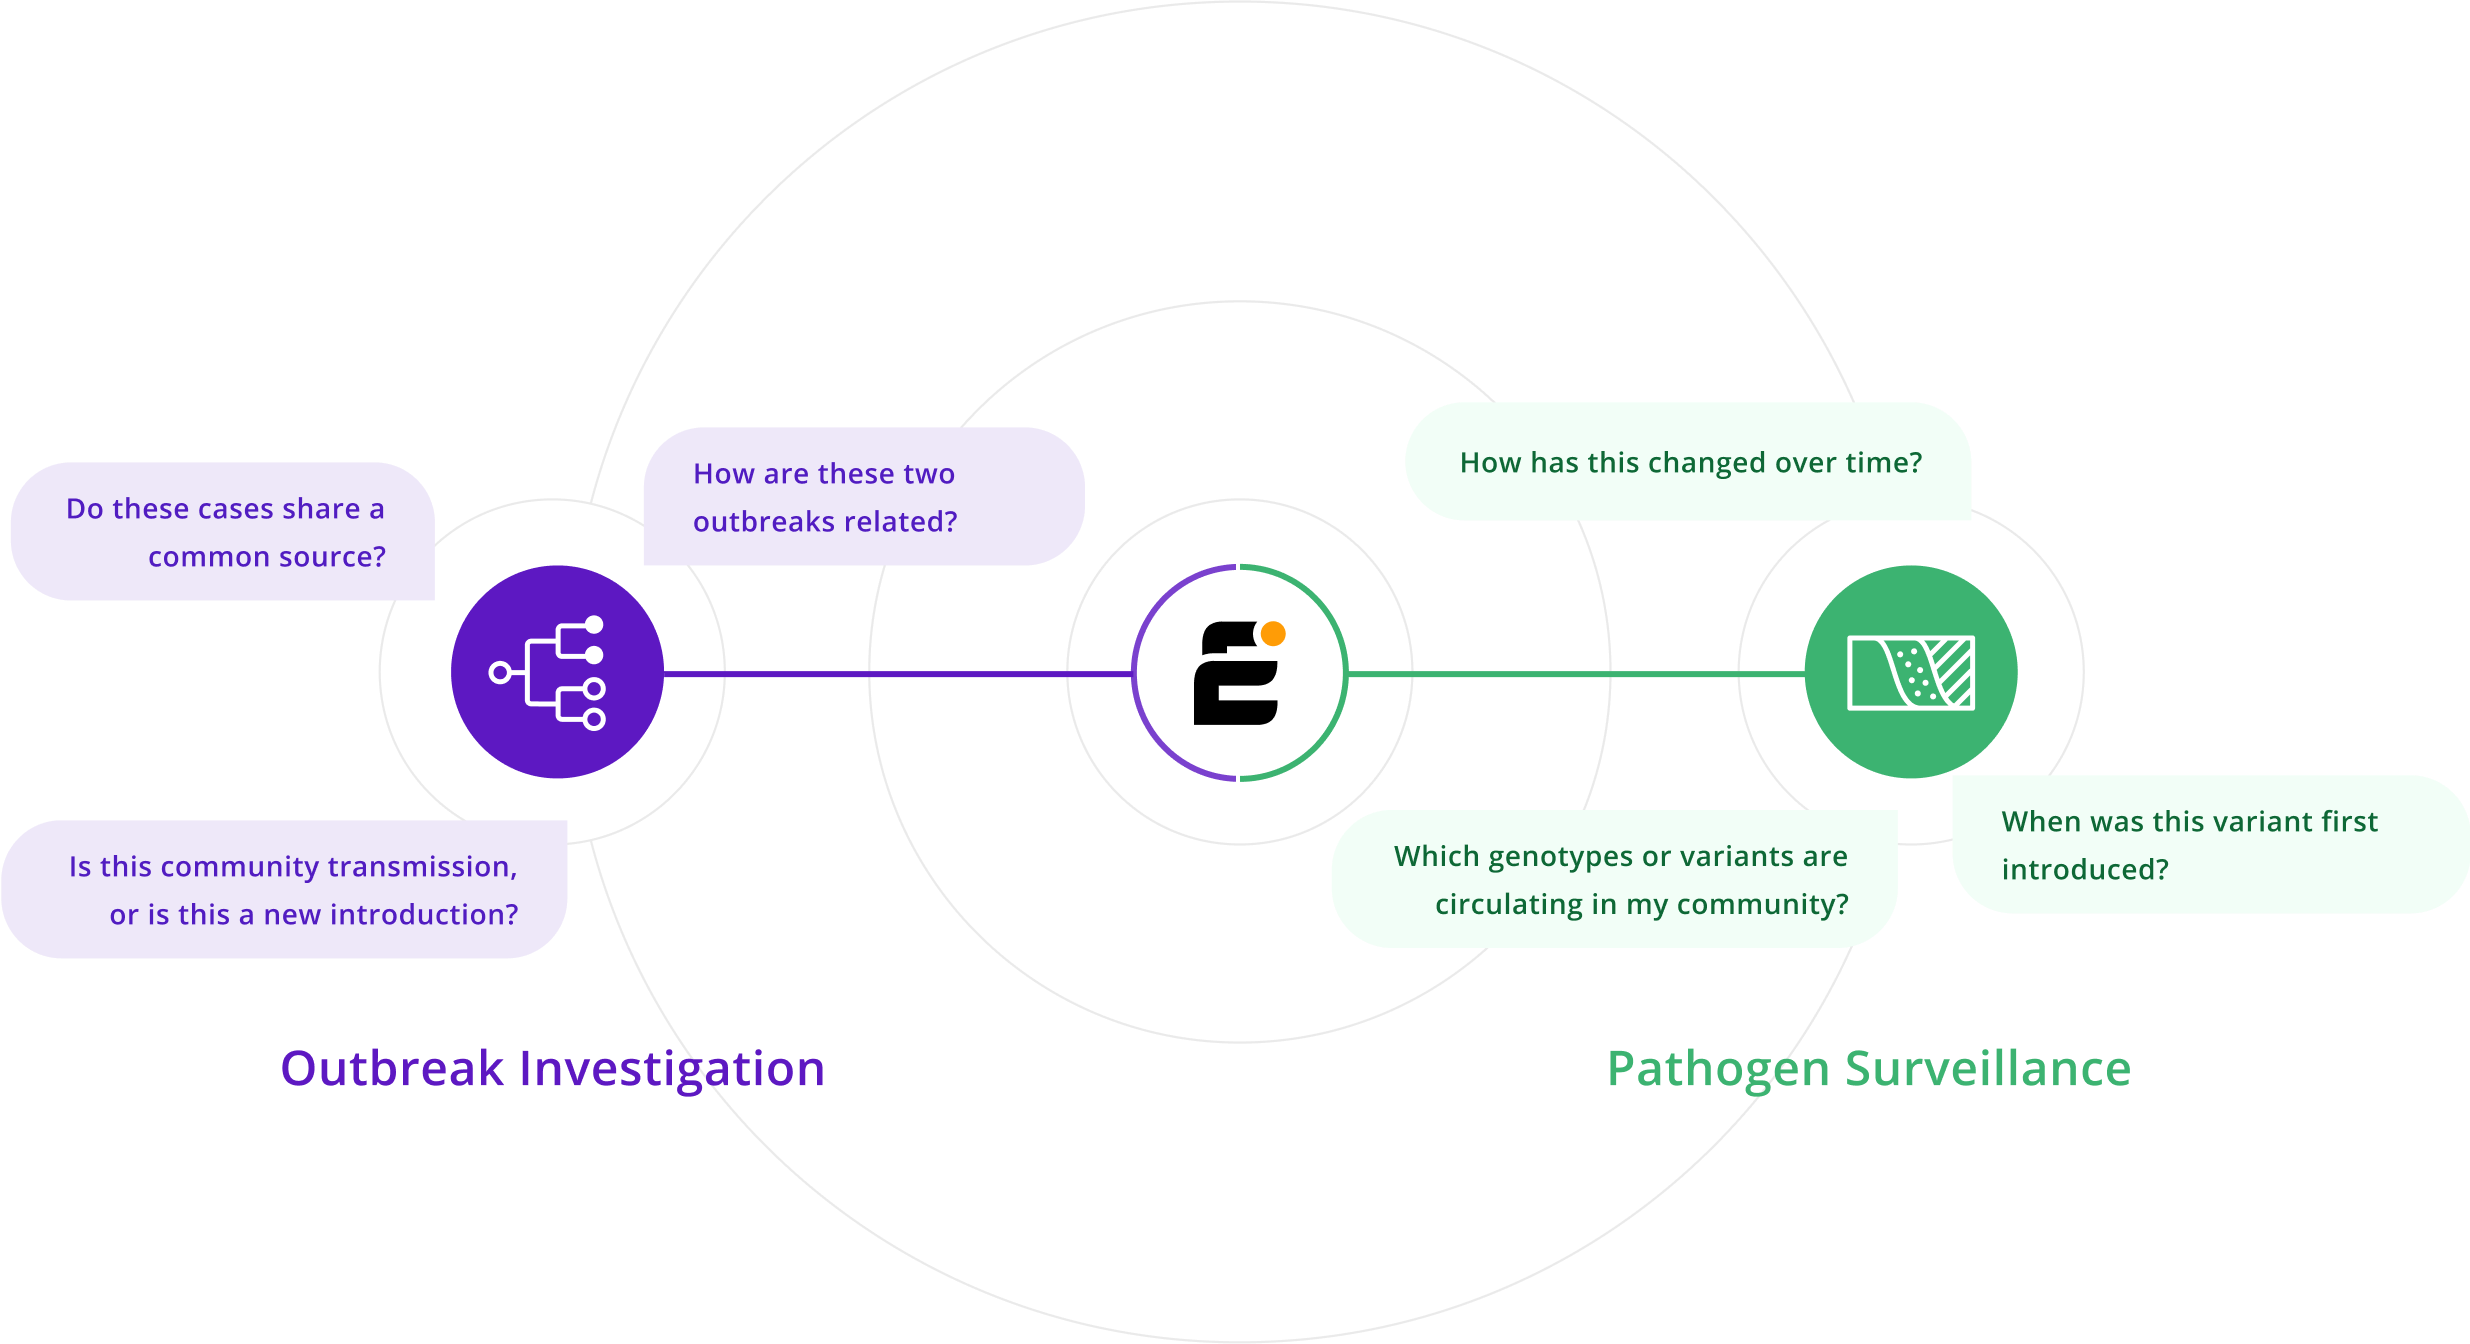 Do these cases share a
common source?
How are these two
outbreaks related?
Is this community transmission,
or is this a new introduction?
Outbreak Investigation
How has this changed over time?
Which genotypes or variants are
circulating in my community?
When was this variant first
introduced?
Pathogen Surveillance